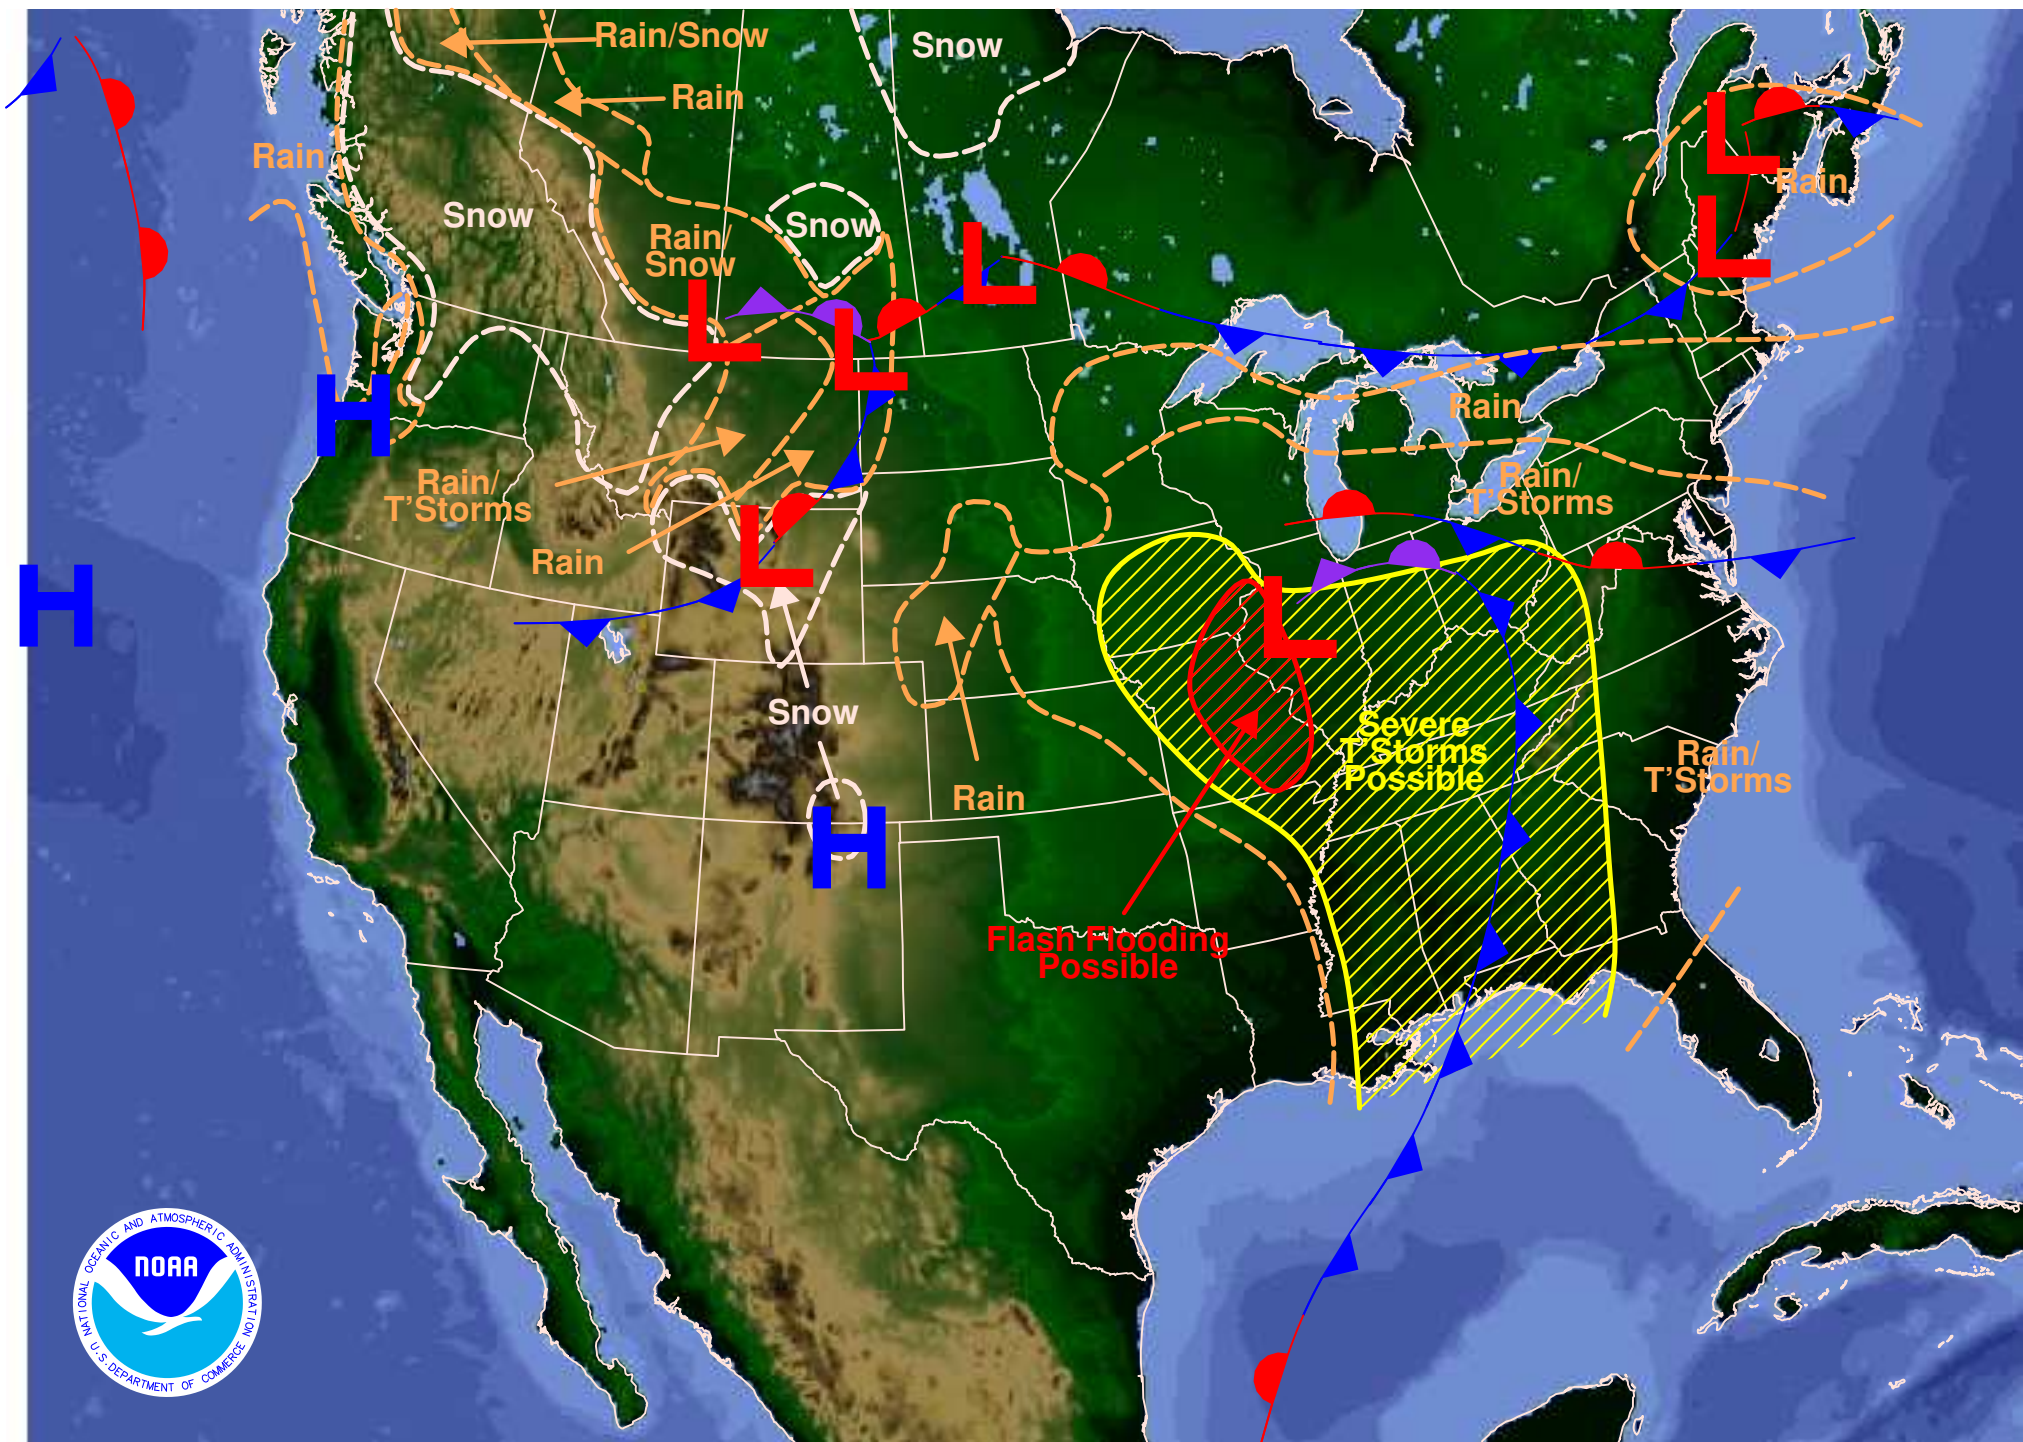 Rain/Snow
Snow
Rain
L
Rain
Rain
Snow
Snow
Rain/
Snow
L
L
L
L
H
Rain
Rain/
T'Storms
Rain/
T'Storms
L
Rain
H
L
Snow
Severe
T'Storms
Possible
Rain/
T'Storms
Rain
H
Flash Flooding
Possible
NATIONAL OCEANIC AND ATMOSPHERIC ADMINISTRATION
NOAA
U.S. DEPARTMENT OF COMMERCE